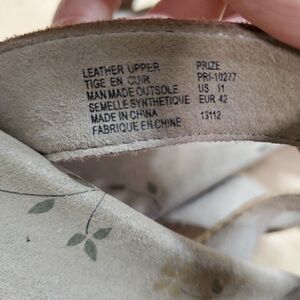 LEATHER UPPER PRIZE
TIGE EN CUIR PRI-10277
MAN MADE OUTSOLE US 11
SEMELLE SYNTHETIQUE EUR 42
MADE IN CHINA 13112
FABRIQUE EN CHINE